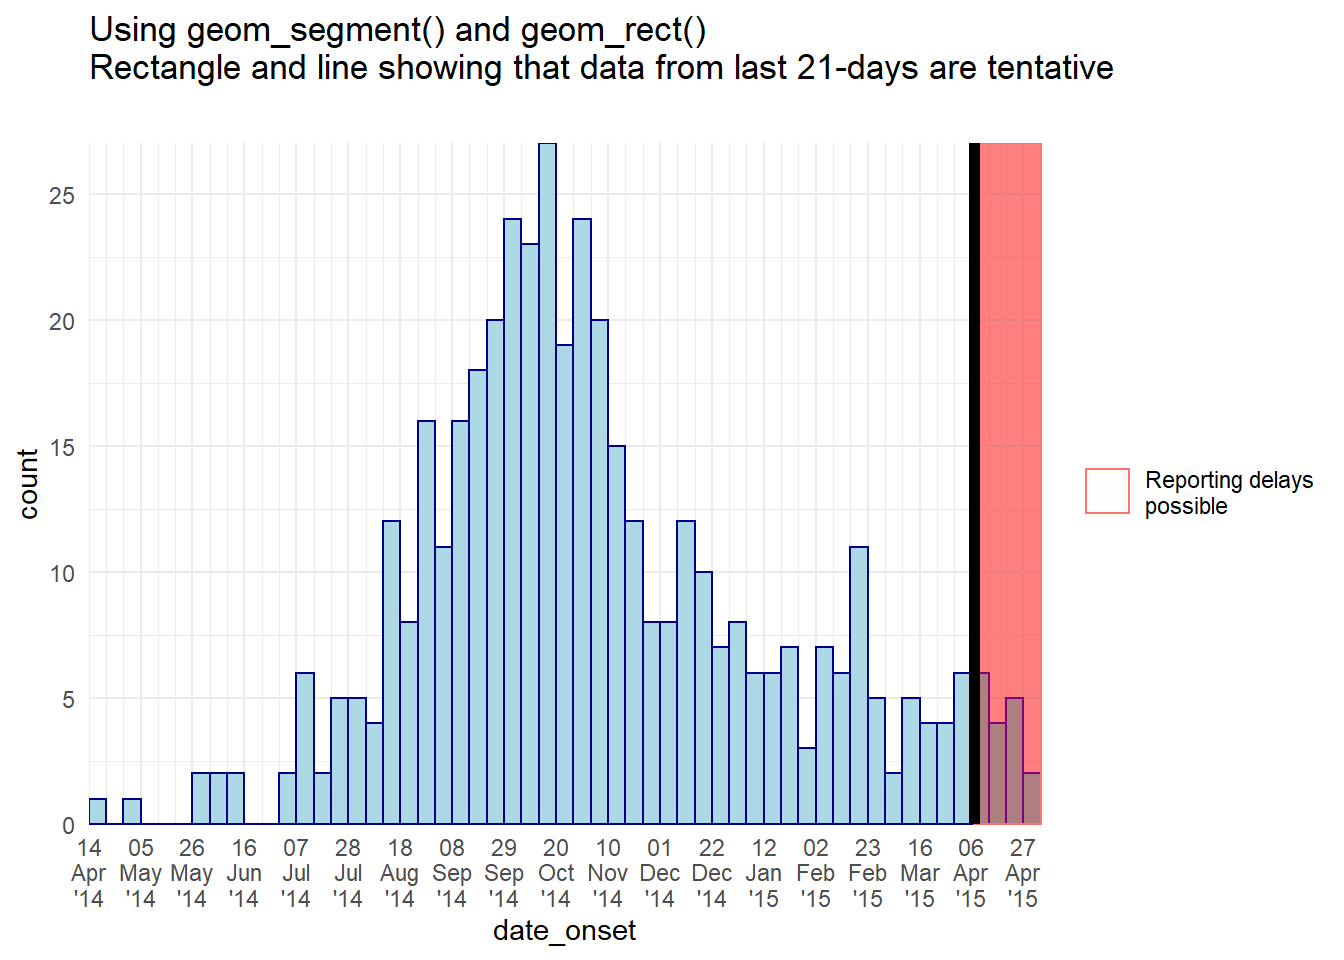 Using geom_segment() and geom_rect()
Rectangle and line showing that data from last 21-days are tentative
25
20
15
10
5
0
count
14 05 26 16 07 28 18 08 29 20 10 01 22 12 02 23 16 06 27
Apr May May Jun Jul Jul Aug Sep Sep Oct Nov Dec Dec Jan Feb Feb Mar Apr Apr
'14 '14 '14 '14 '14 '14 '14 '14 '14 '14 '14 '14 '14 '15 '15 '15 '15 '15 '15
date_onset
Reporting delays
possible